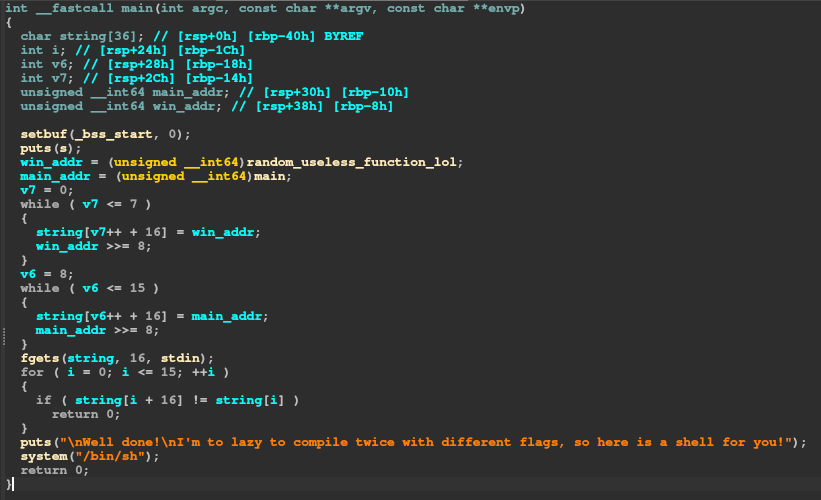 int __fastcall main(int argc, const char **argv, const char **envp)
{
  char string[36]; // [rsp+0h] [rbp-40h] BYREF
  int i; // [rsp+24h] [rbp-1Ch]
  int v6; // [rsp+28h] [rbp-18h]
  int v7; // [rsp+2Ch] [rbp-14h]
  unsigned __int64 main_addr; // [rsp+30h] [rbp-10h]
  unsigned __int64 win_addr; // [rsp+38h] [rbp-8h]

  setbuf(_bss_start, 0);
  puts(s);
  win_addr = (unsigned __int64)random_useless_function_lol;
  main_addr = (unsigned __int64)main;
  v7 = 0;
  while ( v7 <= 7 )
  {
    string[v7++ + 16] = win_addr;
    win_addr >>= 8;
  }
  v6 = 8;
  while ( v6 <= 15 )
  {
    string[v6++ + 16] = main_addr;
    main_addr >>= 8;
  }
  fgets(string, 16, stdin);
  for ( i = 0; i <= 15; ++i )
  {
    if ( string[i + 16] != string[i] )
      return 0;
  }
  puts("\nWell done!\nI'm to lazy to compile twice with different flags, so here is a shell for you!");
  system("/bin/sh");
  return 0;
}